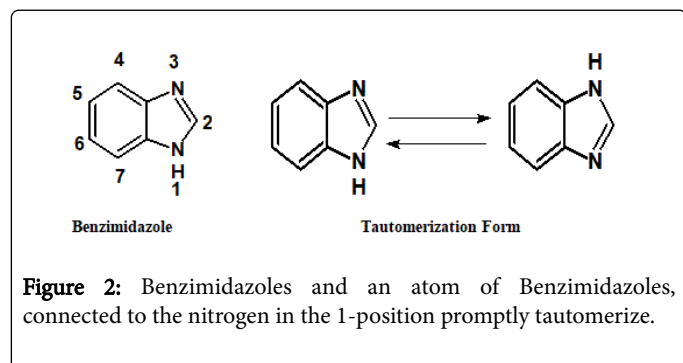 H
4
3
N
N
N
5
2
6
N
H
N
H
N
7
1
Benzimidazole
Tautomerization Form
Figure 2: Benzimidazoles and an atom of Benzimidazoles,
connected to the nitrogen in the 1-position promptly tautomerize.